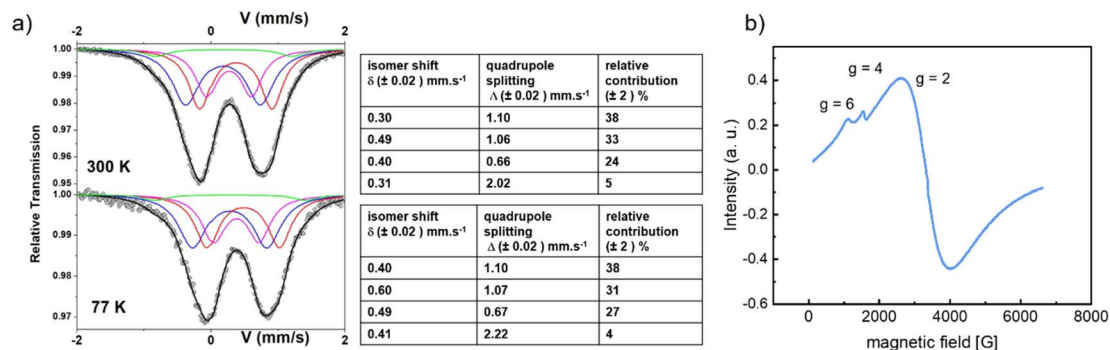 a)
V (mm/s)
-2 0 2
1.00
0.99
0.98
0.97
0.96
0.95
300 K
1.00
0.99
0.98
0.97
77 K
Relative Transmission
-2 0 2
V (mm/s)
isomer shift quadrupole relative
δ (± 0.02 ) mm.s-1 splitting contribution
Δ (± 0.02 ) mm.s-1 (± 2 ) %
0.30 1.10 38
0.49 1.06 33
0.40 0.66 24
0.31 2.02 5
isomer shift quadrupole relative
δ (± 0.02 ) mm.s-1 splitting contribution
Δ (± 0.02 ) mm.s-1 (± 2 ) %
0.40 1.10 38
0.60 1.07 31
0.49 0.67 27
0.41 2.22 4
b)
g = 4
g = 2
g = 6
Intensity (a. u.)
0.4
0.2
0.0
-0.2
-0.4
-0.6
0 2000 4000 6000 8000
magnetic field [G]